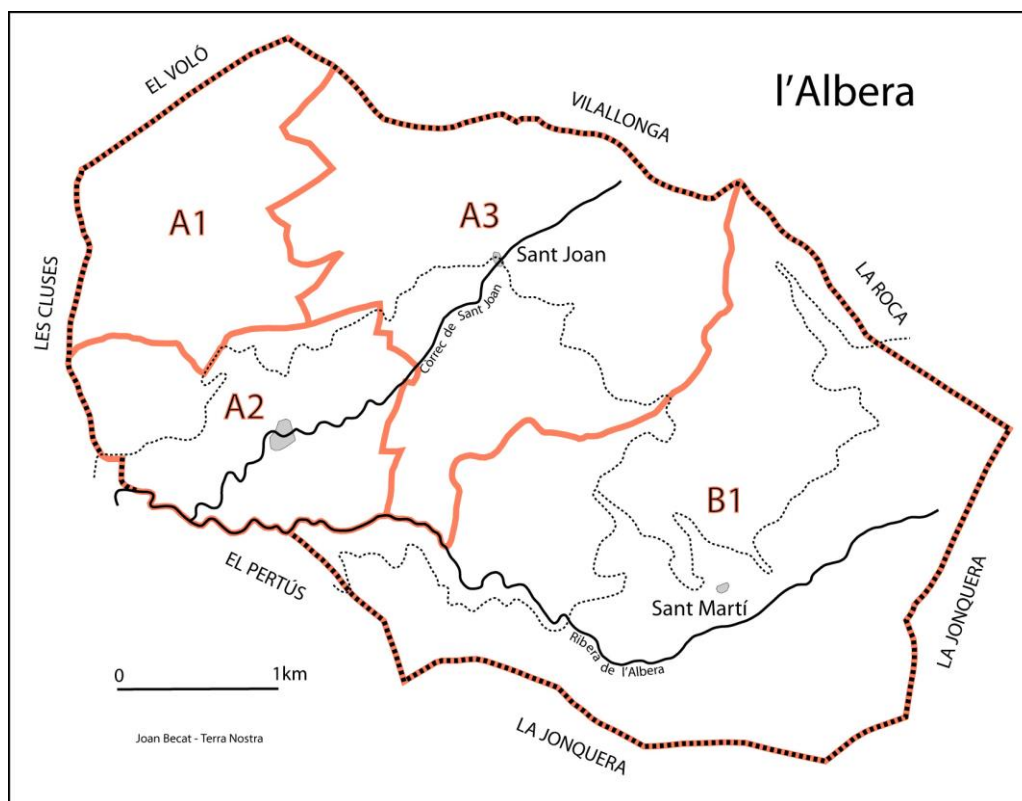 l'Albera
EL VOLÓ
VILALLONGA
A1
A3
Sant Joan
LA ROCA
LES CLUSES
Còrrec de Sant Joan
A2
B1
EL PERTÚS
Sant Martí
LA JONQUERA
Ribera de l'Albera
0 1km
LA JONQUERA
Joan Becat - Terra Nostra